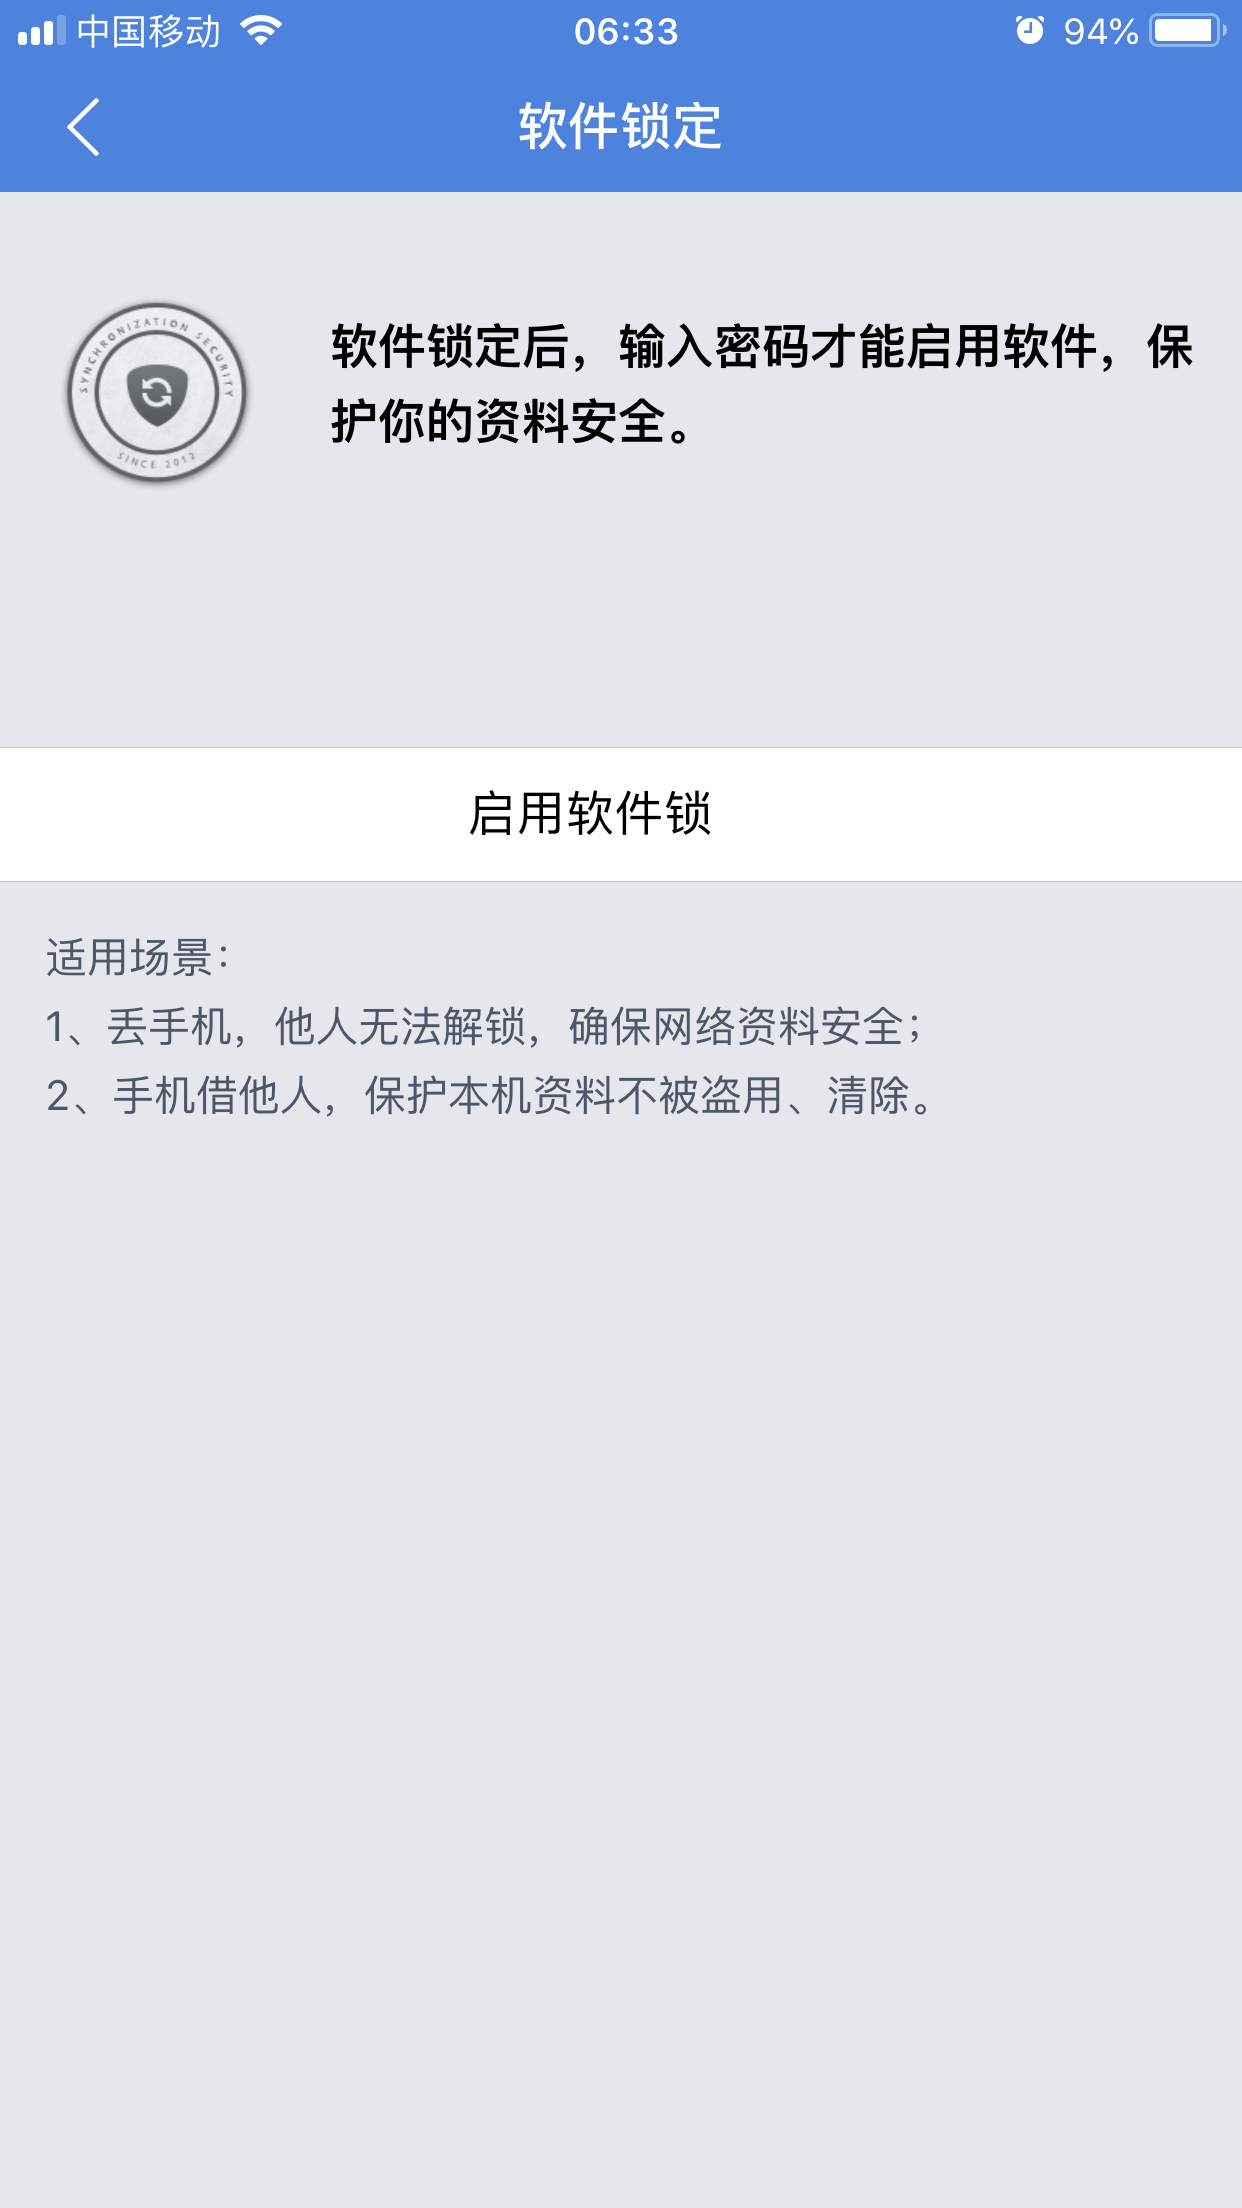 中国移动 06:33 94%
软件锁定
SYNCHRONIZATION SECURITY
SINCE 2012
软件锁定后，输入密码才能启用软件，保
护你的资料安全。
启用软件锁
适用场景：
1、丢手机，他人无法解锁，确保网络资料安全；
2、手机借他人，保护本机资料不被盗用、清除。